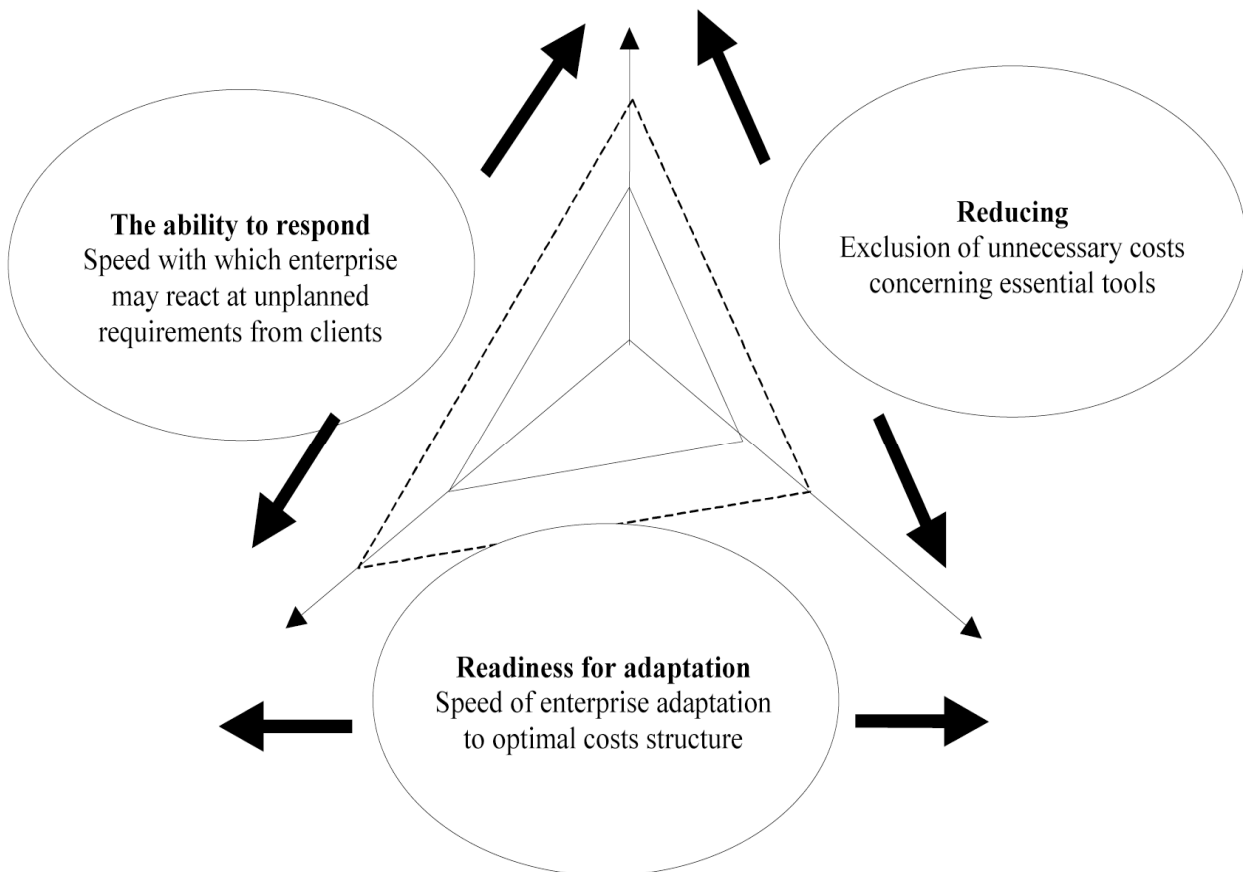 The ability to respond
Speed with which enterprise
may react at unplanned
requirements from clients
Reducing
Exclusion of unnecessary costs
concerning essential tools
Readiness for adaptation
Speed of enterprise adaptation
to optimal costs structure